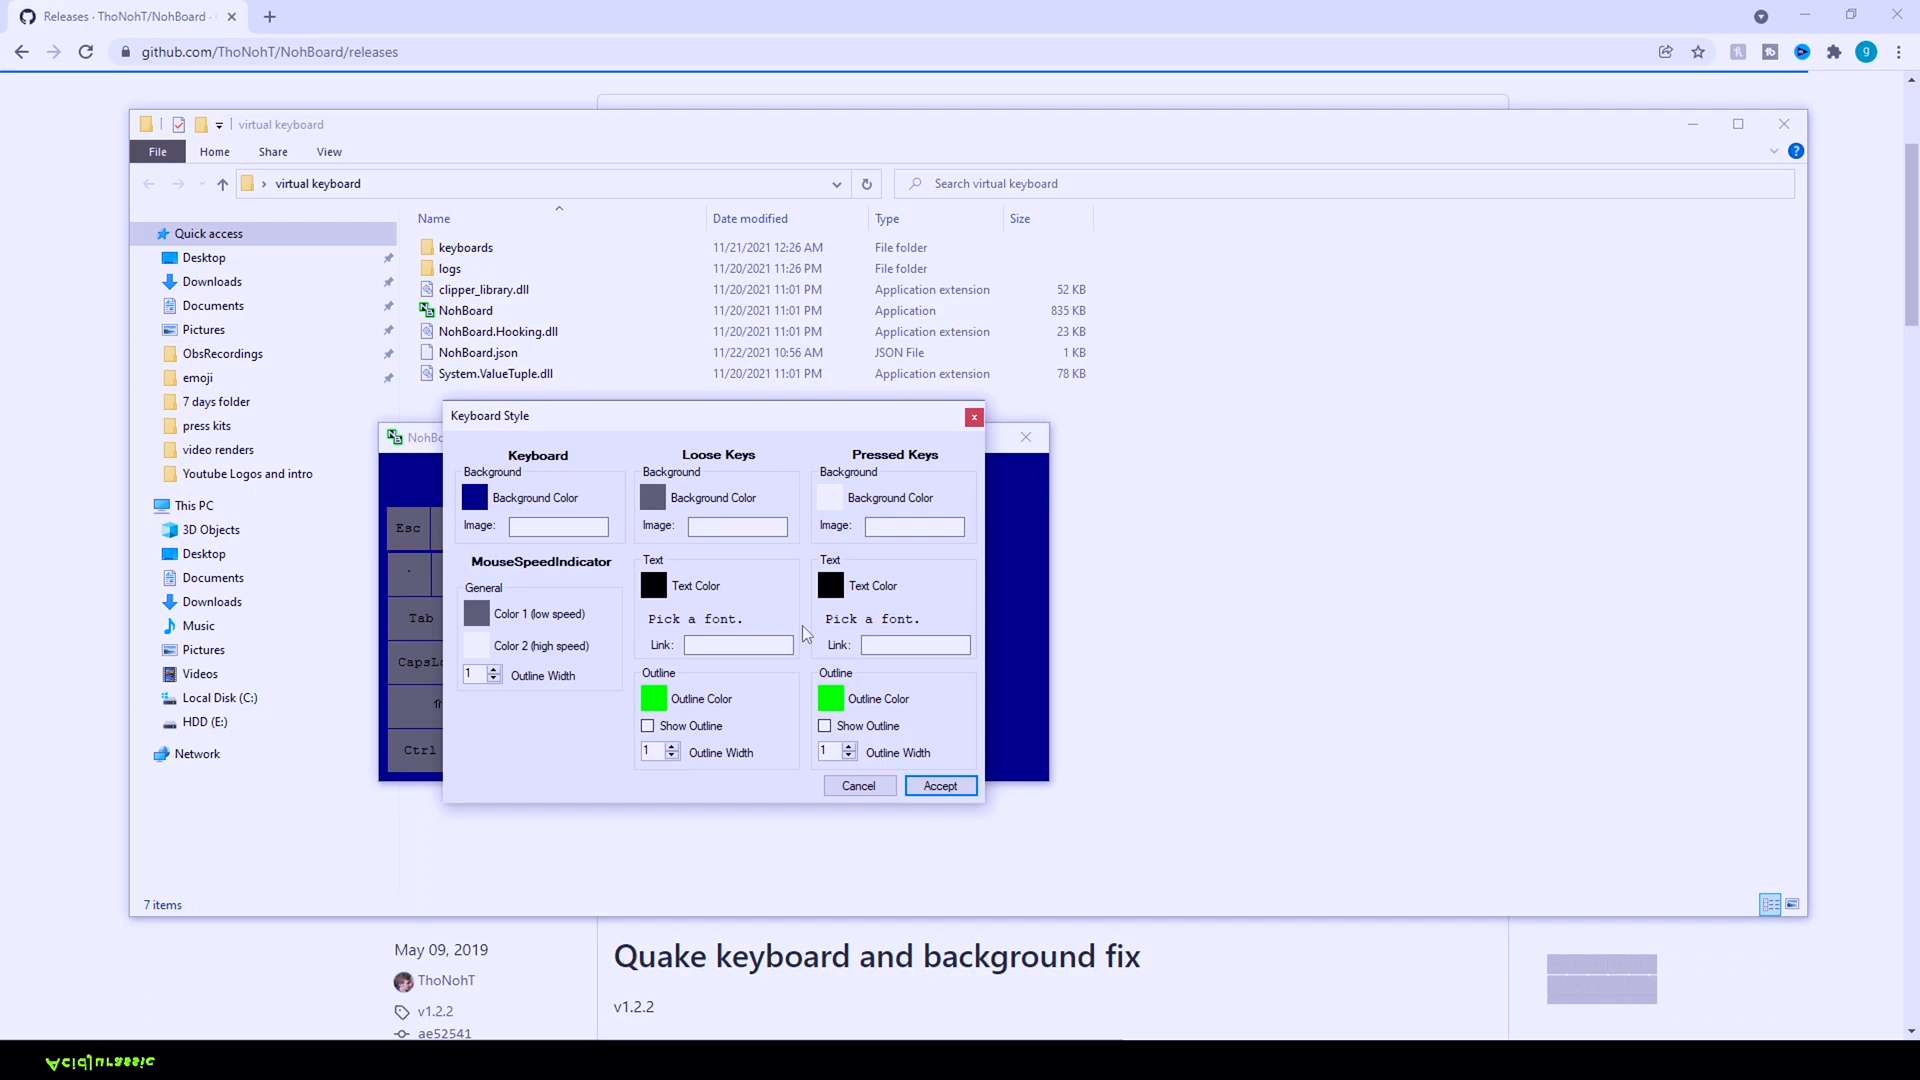 Releases · ThoNohT/NohBoard ·
github.com/ThoNohT/NohBoard/releases
g
virtual keyboard
File
Home
Share
View
virtual keyboard
Search virtual keyboard
Quick access
Desktop
Downloads
Documents
Pictures
ObsRecordings
emoji
7 days folder
press kits
video renders
Youtube Logos and intro
This PC
3D Objects
Desktop
Documents
Downloads
Music
Pictures
Videos
Local Disk (C:)
HDD (E:)
Network
Name Date modified Type Size
keyboards 11/21/2021 12:26 AM File folder
logs 11/20/2021 11:26 PM File folder
clipper_library.dll 11/20/2021 11:01 PM Application extension 52 KB
NohBoard 11/20/2021 11:01 PM Application 835 KB
NohBoard.Hooking.dll 11/20/2021 11:01 PM Application extension 23 KB
NohBoard.json 11/22/2021 10:56 AM JSON File 1 KB
System.ValueTuple.dll 11/20/2021 11:01 PM Application extension 78 KB
NohBo
Esc
Tab
CapsLo
Ctrl
Keyboard Style
Keyboard
Background
Background Color
Image:
MouseSpeedIndicator
General
Color 1 (low speed)
Color 2 (high speed)
1 Outline Width
Loose Keys
Background
Background Color
Image:
Text
Text Color
Pick a font.
Link:
Outline
Outline Color
Show Outline
1 Outline Width
Pressed Keys
Background
Background Color
Image:
Text
Text Color
Pick a font.
Link:
Outline
Outline Color
Show Outline
1 Outline Width
Cancel
Accept
7 items
May 09, 2019
ThoNohT
v1.2.2
ae52541
Quake keyboard and background fix
v1.2.2
AcidJurassic